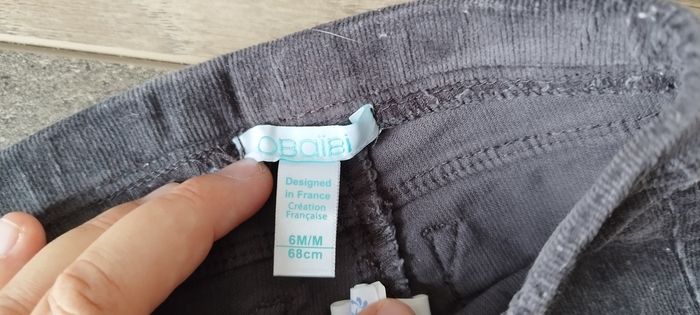 OBAÏBI
Designed
in France
Création
Française
6M/M
68cm